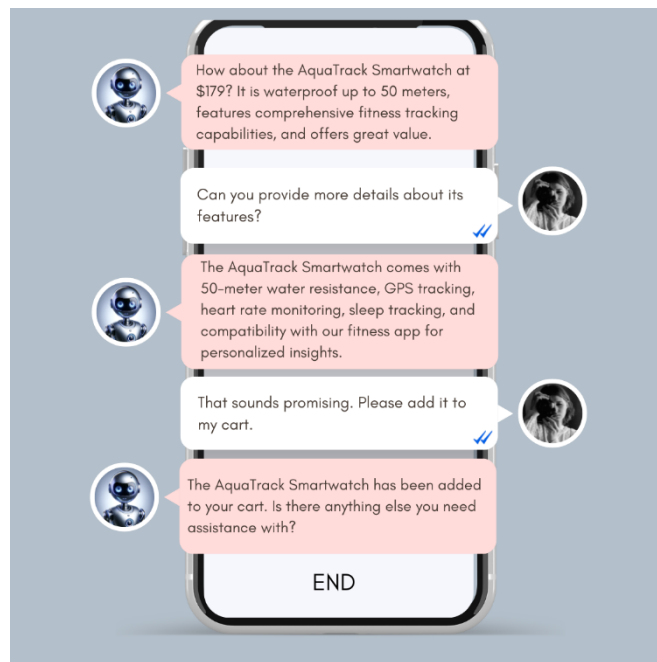 How about the AquaTrack Smartwatch at
$179? It is waterproof up to 50 meters,
features comprehensive fitness tracking
capabilities, and offers great value.
Can you provide more details about its
features?
The AquaTrack Smartwatch comes with
50-meter water resistance, GPS tracking,
heart rate monitoring, sleep tracking, and
compatibility with our fitness app for
personalized insights.
That sounds promising. Please add it to
my cart.
The AquaTrack Smartwatch has been added
to your cart. Is there anything else you need
assistance with?
END